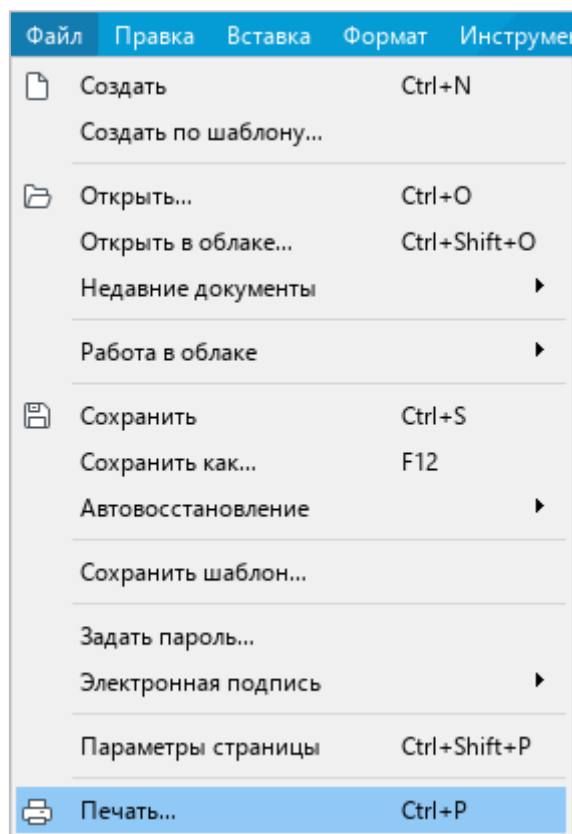 Файл Правка Вставка Формат
Создать Ctrl+N
Создать по шаблону...
Открыть... Ctrl+O
Открыть в облаке... Ctrl+Shift+O
Недавние документы
Работа в облаке
Сохранить Ctrl+S
Сохранить как... F12
Автовосстановление
Сохранить шаблон...
Задать пароль...
Электронная подпись
Параметры страницы Ctrl+Shift+P
Печать... Ctrl+P